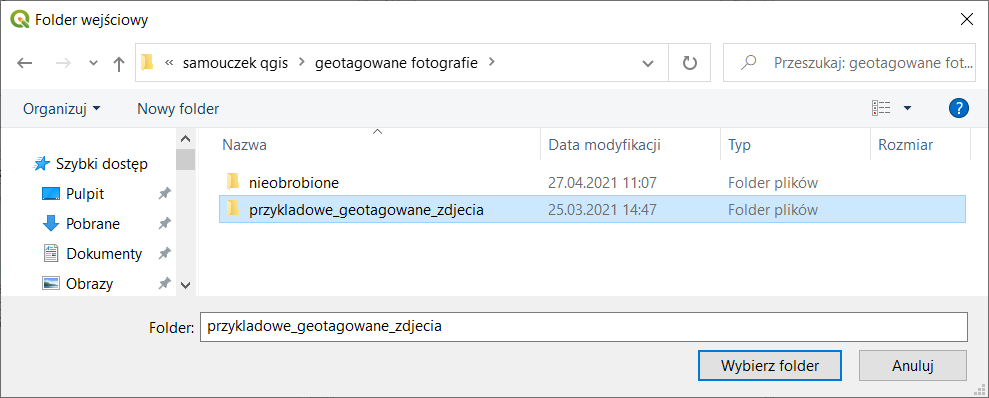 Folder wejściowy
« samouczek qgis > geotagowane fotografie >
Przeszukaj: geotagowane fot...
Organizuj Nowy folder ?
Nazwa Data modyfikacji Typ Rozmiar
Szybki dostęp
Pulpit
Pobrane
Dokumenty
Obrazy
nieobrobione 27.04.2021 11:07 Folder plików
przykladowe_geotagowane_zdjecia 25.03.2021 14:47 Folder plików
Folder: przykladowe_geotagowane_zdjecia
Wybierz folder Anuluj